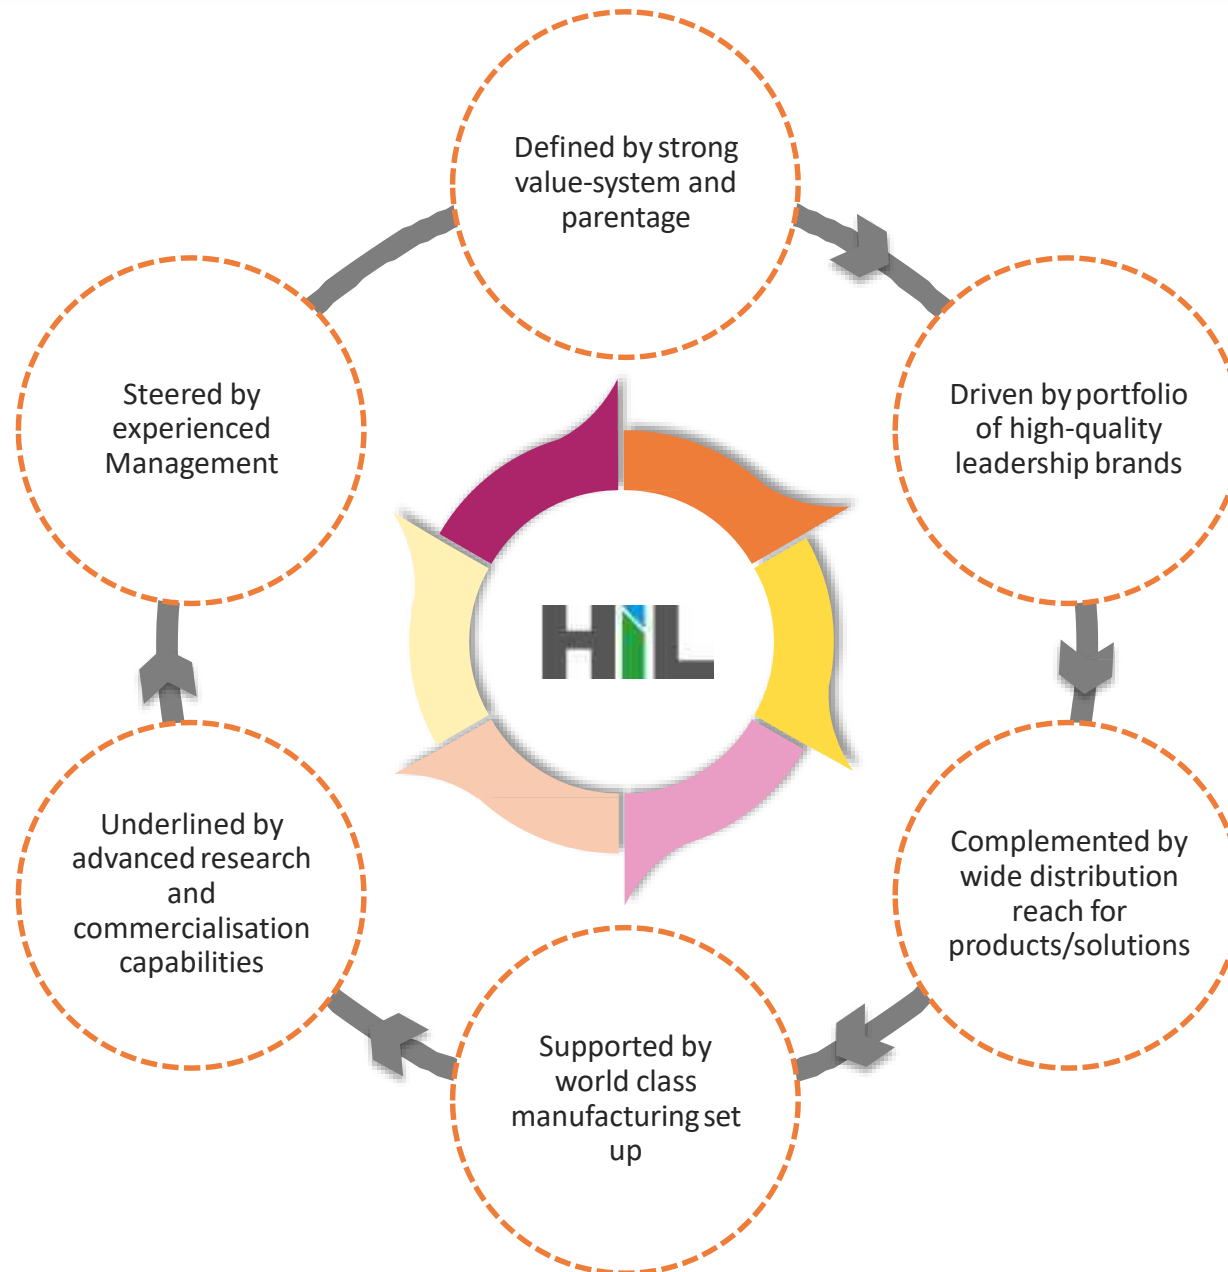 Defined by strong
value-system and
parentage
Driven by portfolio
of high-quality
leadership brands
Complemented by
wide distribution
reach for
products/solutions
Supported by
world class
manufacturing set
up
Underlined by
advanced research
and
commercialisation
capabilities
Steered by
experienced
Management
HIL